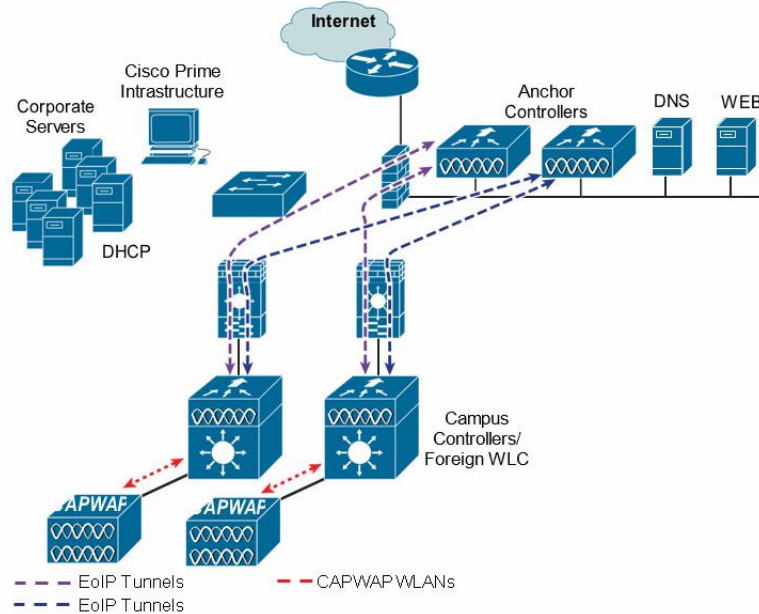 Internet
Cisco Prime
Intrastructure
Corporate
Servers
Anchor
Controllers
DNS
WEB
DHCP
Campus
Controllers/
Foreign WLC
CAPWAP
CAPWAP
EoIP Tunnels
CAPWAP WLANs
EoIP Tunnels